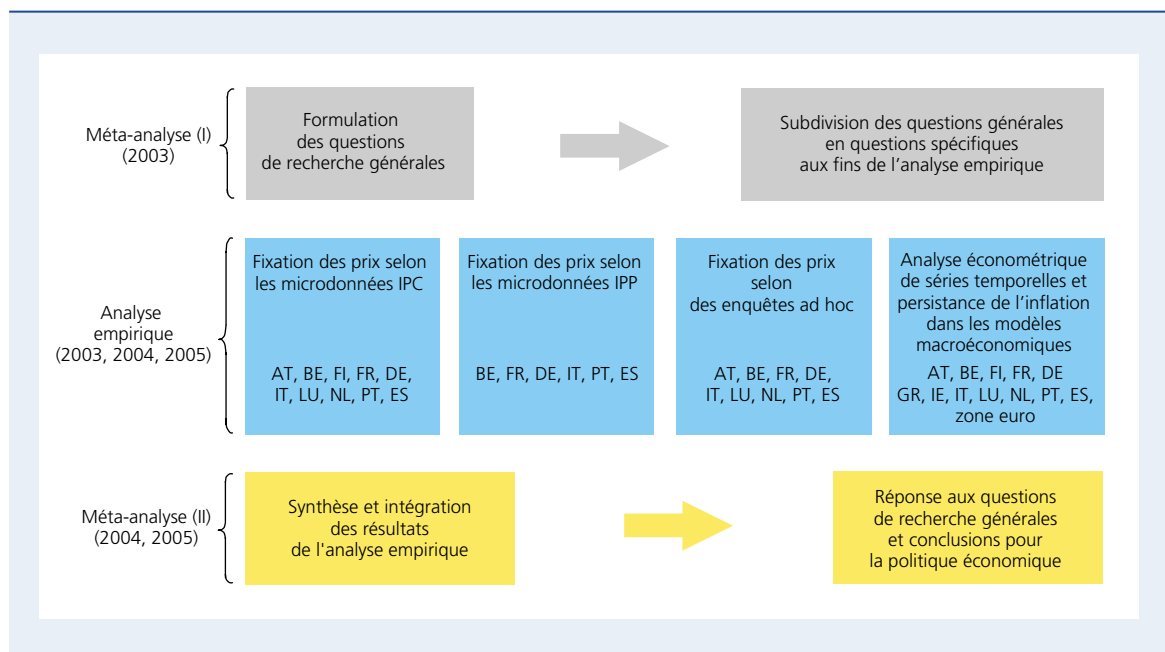 Méta-analyse (I)
(2003)
Formulation
des questions
de recherche générales
Subdivision des questions générales
en questions spécifiques
aux fins de l'analyse empirique
Analyse
empirique
(2003, 2004, 2005)
Fixation des prix selon
les microdonnées IPC
AT, BE, FI, FR, DE,
IT, LU, NL, PT, ES
Fixation des prix selon
les microdonnées IPP
BE, FR, DE, IT, PT, ES
Fixation des prix
selon
des enquêtes ad hoc
AT, BE, FR, DE,
IT, LU, NL, PT, ES
Analyse économétrique
de séries temporelles et
persistance de l'inflation
dans les modèles
macroéconomiques
AT, BE, FI, FR, DE
GR, IE, IT, LU, NL, PT, ES,
zone euro
Méta-analyse (II)
(2004, 2005)
Synthèse et intégration
des résultats
de l'analyse empirique
Réponse aux questions
de recherche générales
et conclusions pour
la politique économique